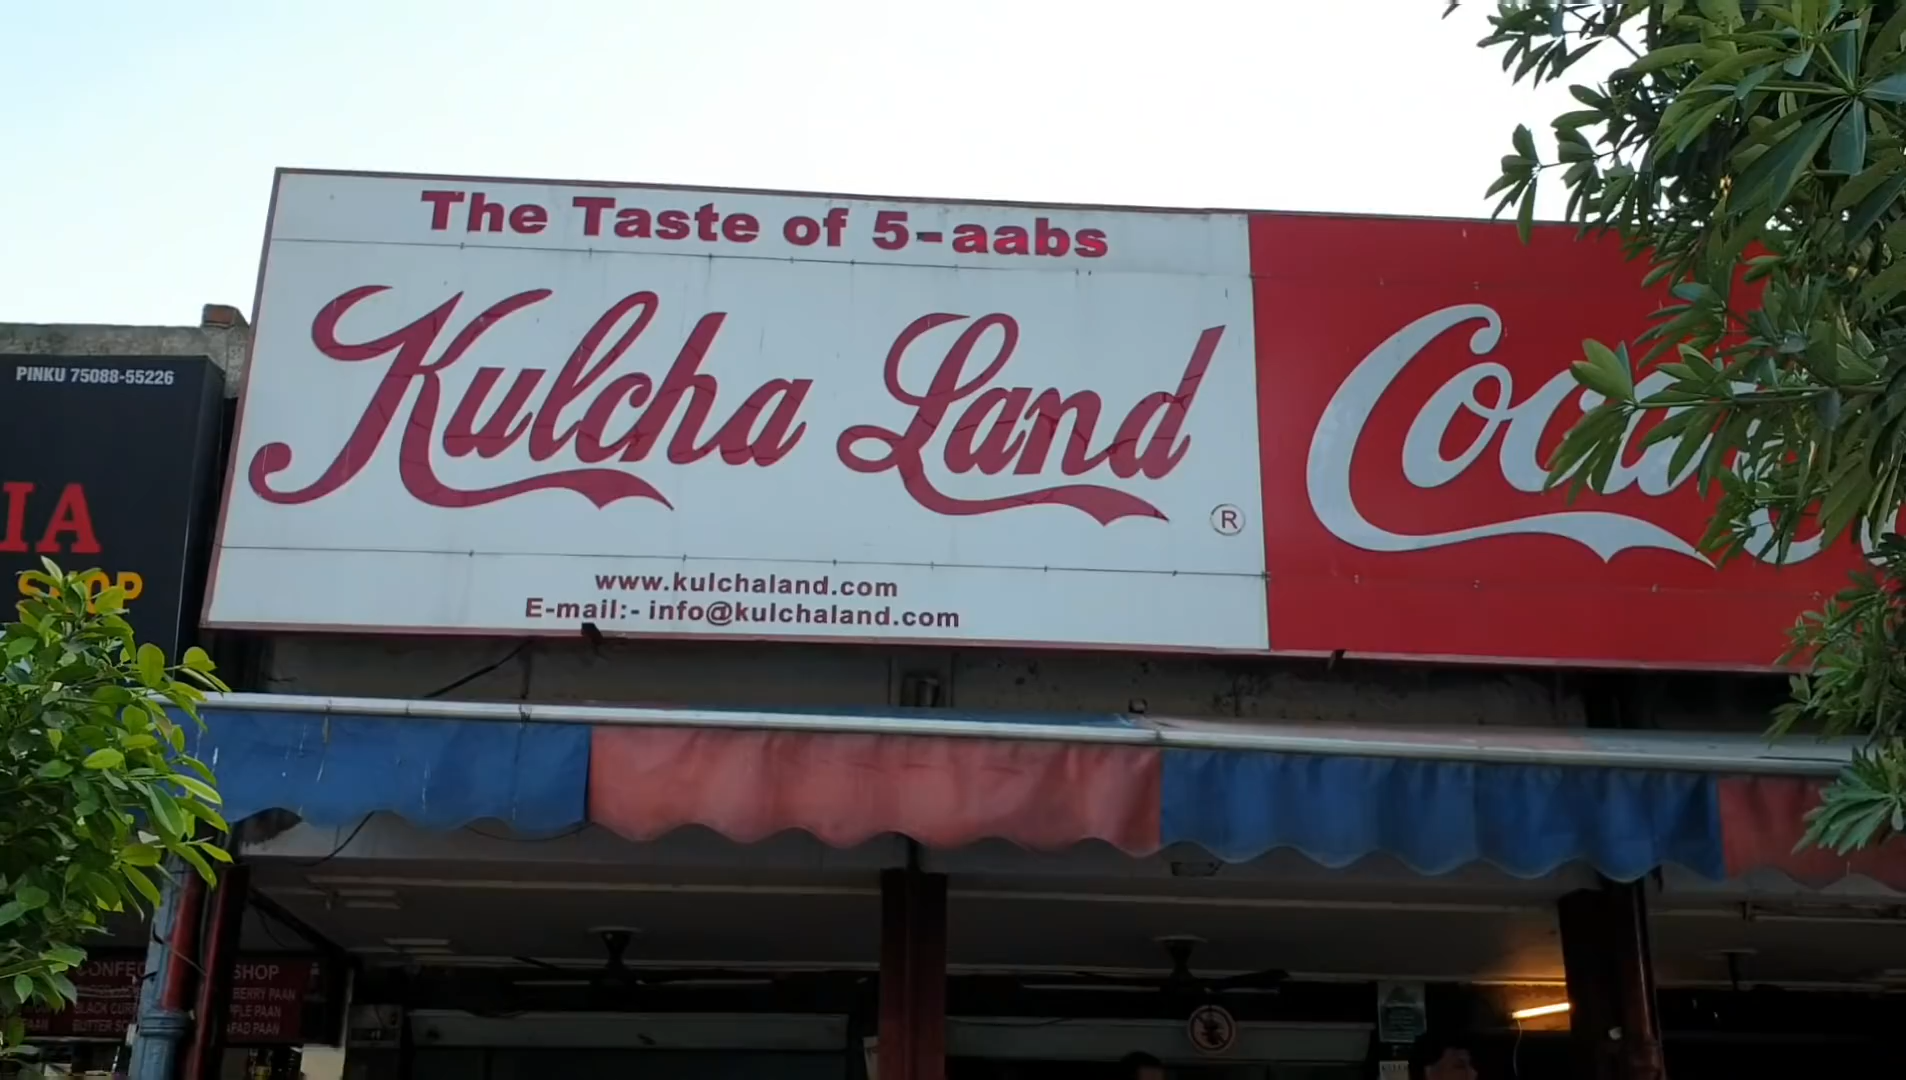 The Taste of 5-aabs
Kulcha Land
®
www.kulchaland.com
E-mail:- info@kulchaland.com
PINKU 75088-55226
IA
SHOP
SHOP
PAAN